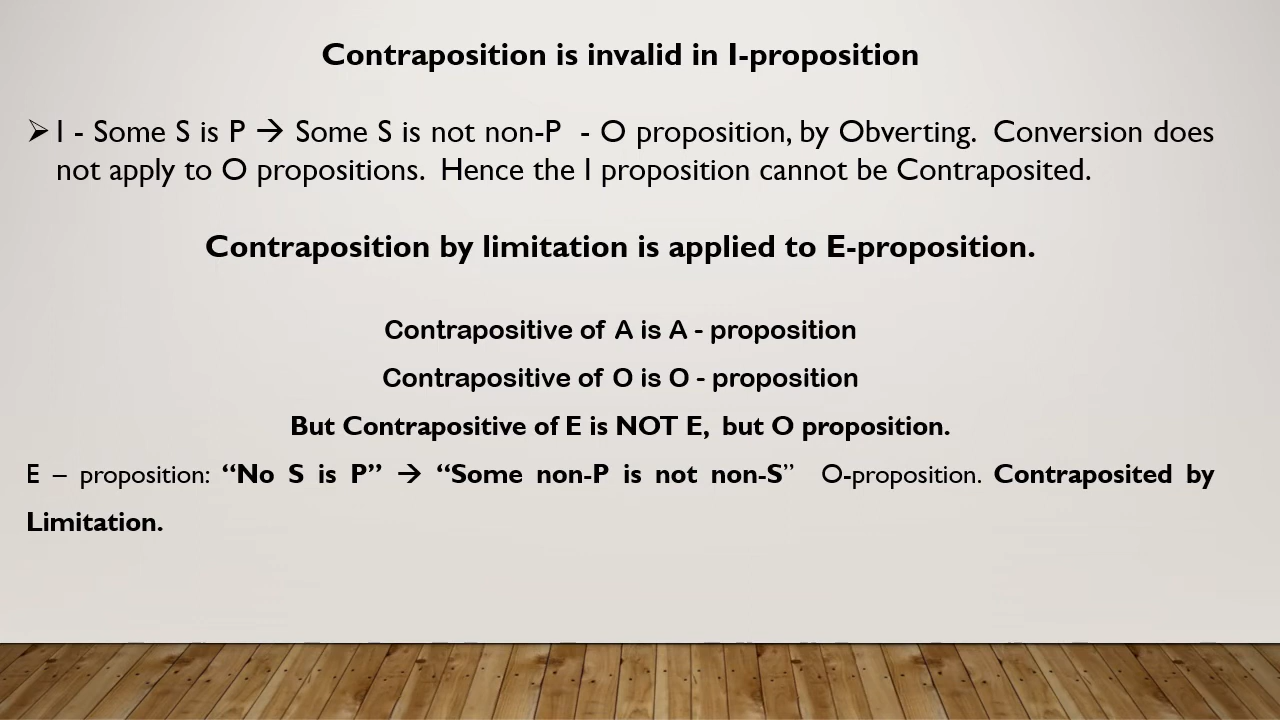 Contraposition is invalid in I-proposition
➢ I - Some S is P → Some S is not non-P - O proposition, by Obverting. Conversion does
not apply to O propositions. Hence the I proposition cannot be Contraposited.
Contraposition by limitation is applied to E-proposition.
Contrapositive of A is A - proposition
Contrapositive of O is O - proposition
But Contrapositive of E is NOT E, but O proposition.
E – proposition: “No S is P” → “Some non-P is not non-S” O-proposition. Contraposited by
Limitation.